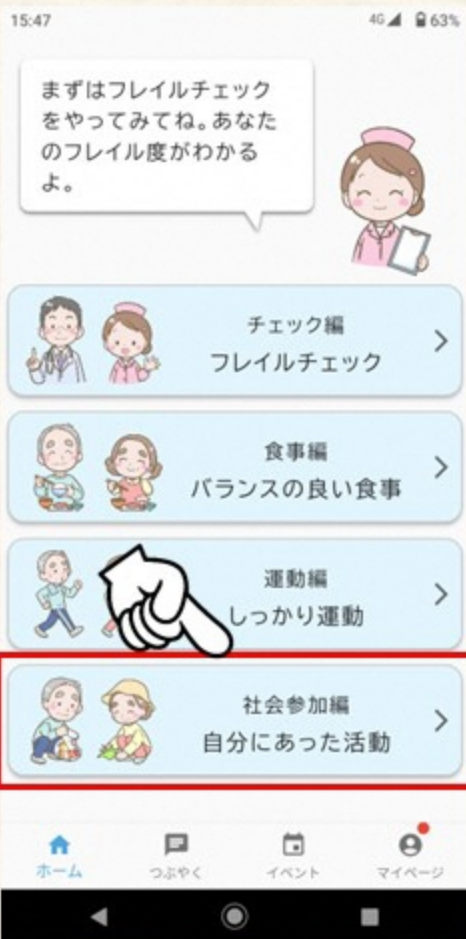 15:47
4G 63%
まずはフレイルチェック
をやってみてね。あなた
のフレイル度がわかる
よ。
チェック編
フレイルチェック
食事編
バランスの良い食事
運動編
しっかり運動
社会参加編
自分にあった活動
ホーム つぶやく イベント マイページ